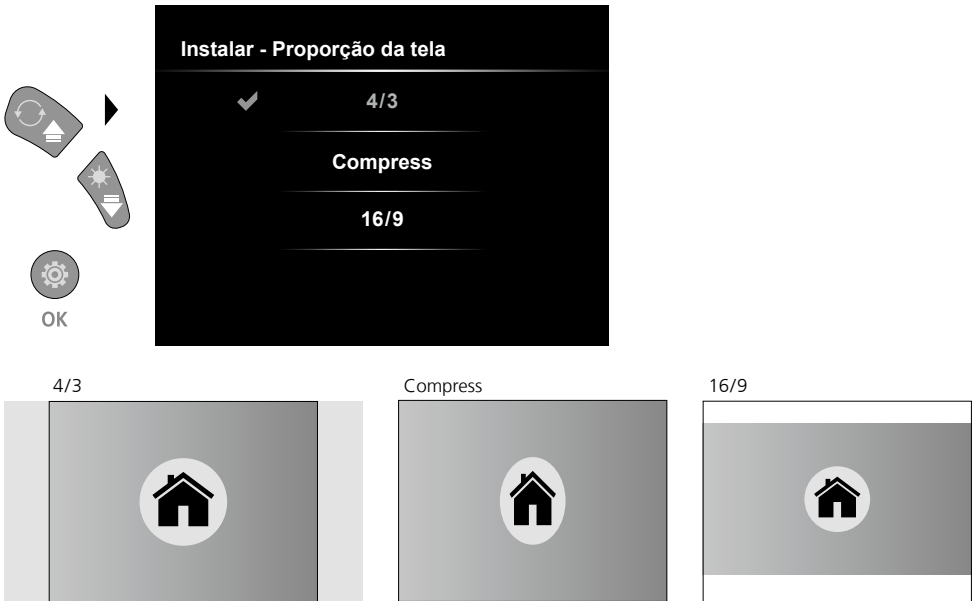 Instalar - Proporção da tela
4/3
Compress
16/9
OK
4/3
Compress
16/9